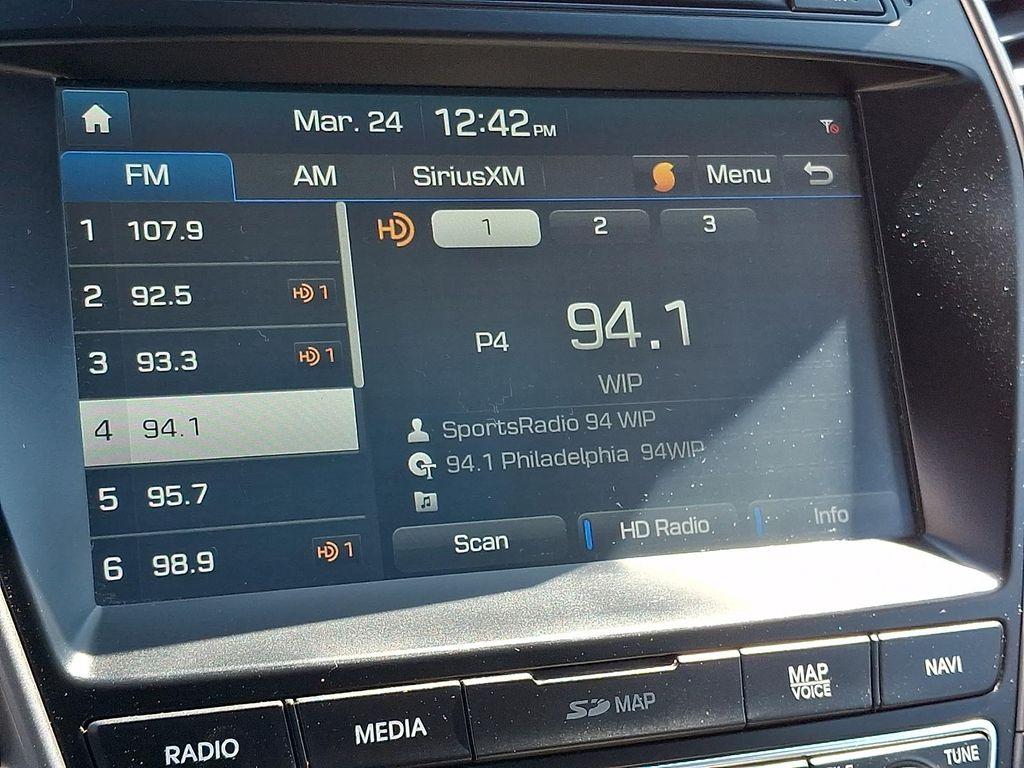 Mar. 24 12:42 PM
FM AM SiriusXM Menu
1 107.9
HD 1 2 3
2 92.5 HD 1
3 93.3 HD 1
P4 94.1
WIP
4 94.1
SportsRadio 94 WIP
94.1 Philadelphia 94WIP
5 95.7
Scan HD Radio Info
6 98.9 HD 1
RADIO MEDIA SD MAP MAP VOICE NAVI
TUNE